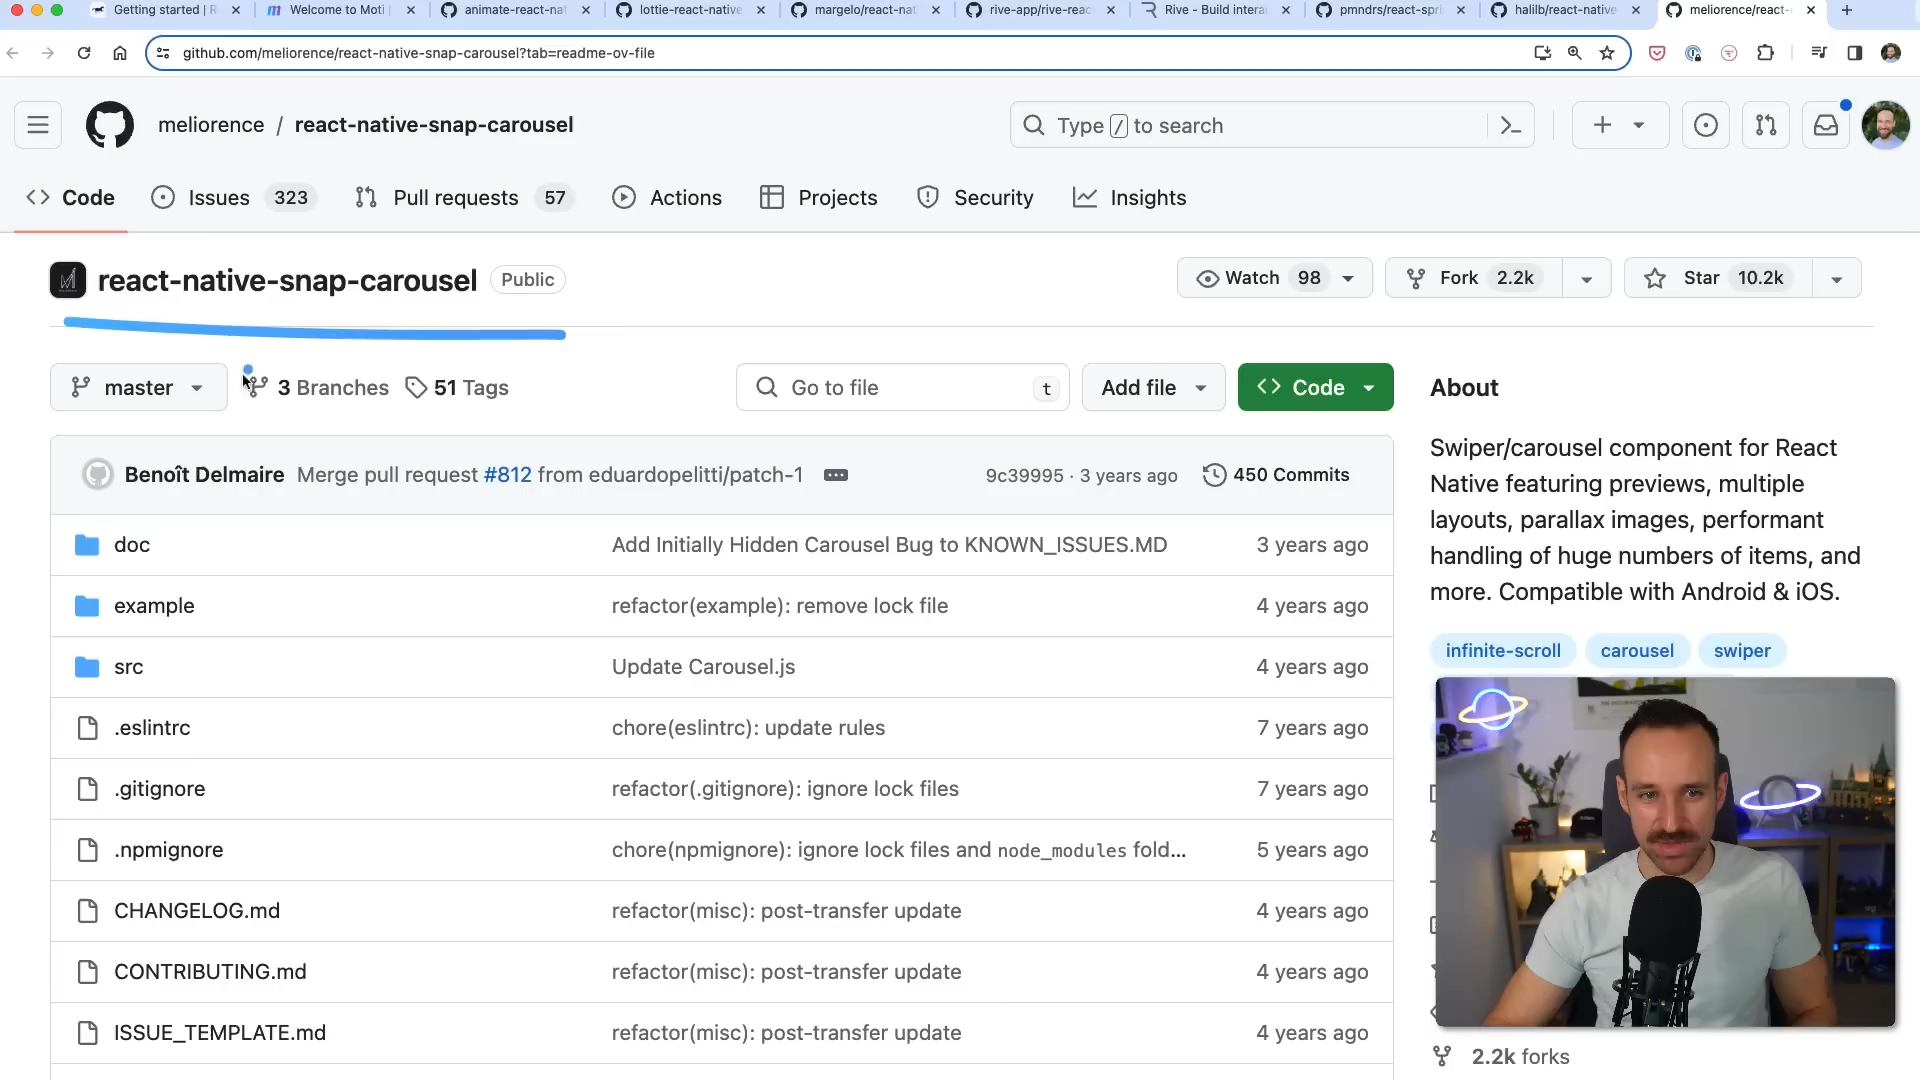 Getting started | R
Welcome to Moti
animate-react-nat
lottie-react-native
margelo/react-nat
rive-app/rive-reac
Rive - Build intera
pmndrs/react-spri
halilb/react-native
meliorence/react-
github.com/meliorence/react-native-snap-carousel?tab=readme-ov-file
meliorence / react-native-snap-carousel
Type / to search
Code
Issues 323
Pull requests 57
Actions
Projects
Security
Insights
react-native-snap-carousel Public
Watch 98
Fork 2.2k
Star 10.2k
master
3 Branches
51 Tags
Go to file t
Add file
Code
About
Benoît Delmaire Merge pull request #812 from eduardopelitti/patch-1
9c39995 · 3 years ago
450 Commits
doc Add Initially Hidden Carousel Bug to KNOWN_ISSUES.MD 3 years ago
example refactor(example): remove lock file 4 years ago
src Update Carousel.js 4 years ago
.eslintrc chore(eslintrc): update rules 7 years ago
.gitignore refactor(.gitignore): ignore lock files 7 years ago
.npmignore chore(npmignore): ignore lock files and node_modules fold... 5 years ago
CHANGELOG.md refactor(misc): post-transfer update 4 years ago
CONTRIBUTING.md refactor(misc): post-transfer update 4 years ago
ISSUE_TEMPLATE.md refactor(misc): post-transfer update 4 years ago
Swiper/carousel component for React
Native featuring previews, multiple
layouts, parallax images, performant
handling of huge numbers of items, and
more. Compatible with Android & iOS.
infinite-scroll carousel swiper
2.2k forks